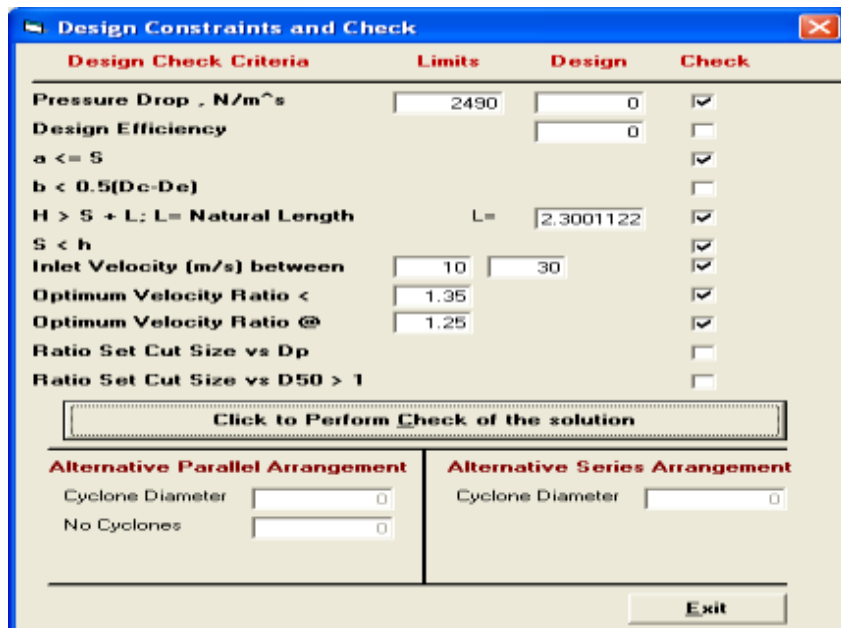 Design Constraints and Check
Design Check Criteria Limits Design Check
Pressure Drop , N/m^s 2490 0
Design Efficiency 0
a <= S
b < 0.5(Dc-De)
H > S + L; L= Natural Length L= 2.3001122
S < h
Inlet Velocity (m/s) between 10 30
Optimum Velocity Ratio < 1.35
Optimum Velocity Ratio @ 1.25
Ratio Set Cut Size vs Dp
Ratio Set Cut Size vs D50 > 1
Click to Perform Check of the solution
Alternative Parallel Arrangement
Cyclone Diameter 0
No Cyclones 0
Alternative Series Arrangement
Cyclone Diameter 0
Exit